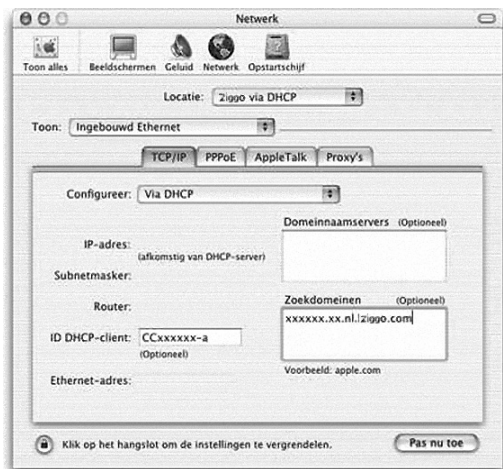 Netwerk
Toon alles Beeldschermen Geluid Netwerk Opstartschijf
Locatie: Ziggo via DHCP
Toon: Ingebouwd Ethernet
TCP/IP PPPoE AppleTalk Proxy's
Configureer: Via DHCP
Domeinnaamservers (Optioneel)
IP-adres:
(afkomstig van DHCP-server)
Subnetmasker:
Router:
Zoekdomeinen (Optioneel)
xxxxxx.xx.nl.!ziggo.com
ID DHCP-client: CCxxxxxx-a
(Optioneel)
Voorbeeld: apple.com
Ethernet-adres:
Klik op het hangslot om de instellingen te vergrendelen.
Pas nu toe